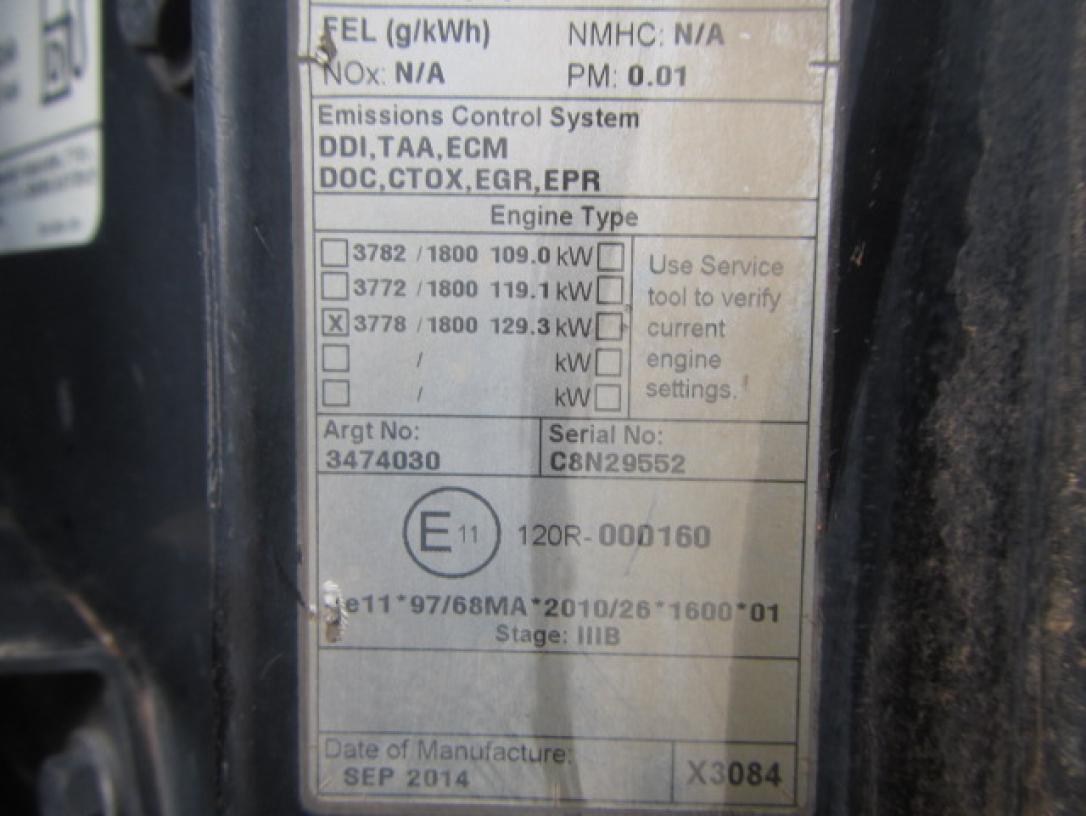 FEL (g/kWh) NMHC: N/A
NOx: N/A PM: 0.01
Emissions Control System
DDI,TAA,ECM
DOC,CTOX,EGR,EPR
Engine Type
3782 / 1800 109.0 kW
3772 / 1800 119.1 kW
X 3778 / 1800 129.3 kW
/ kW
/ kW
Use Service
tool to verify
current
engine
settings.
Argt No:
3474030
Serial No:
C8N29552
E 11 120R-000160
e11*97/68MA*2010/26*1600*01
Stage: IIIB
Date of Manufacture:
SEP 2014
X3084